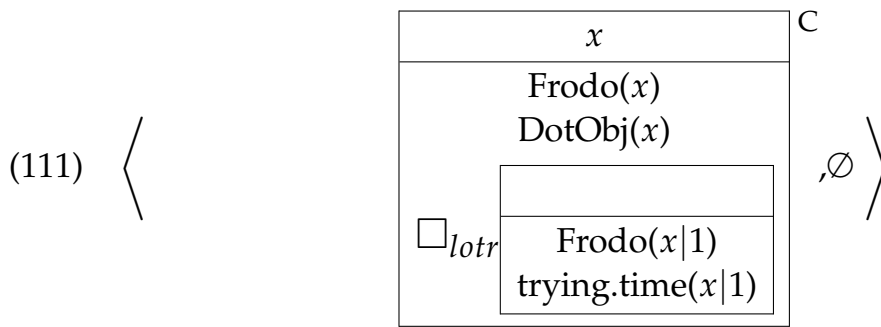 x C
Frodo(x)
DotObj(x)
(111) ⟨ ,∅ ⟩
□lotr
Frodo(x|1)
trying.time(x|1)